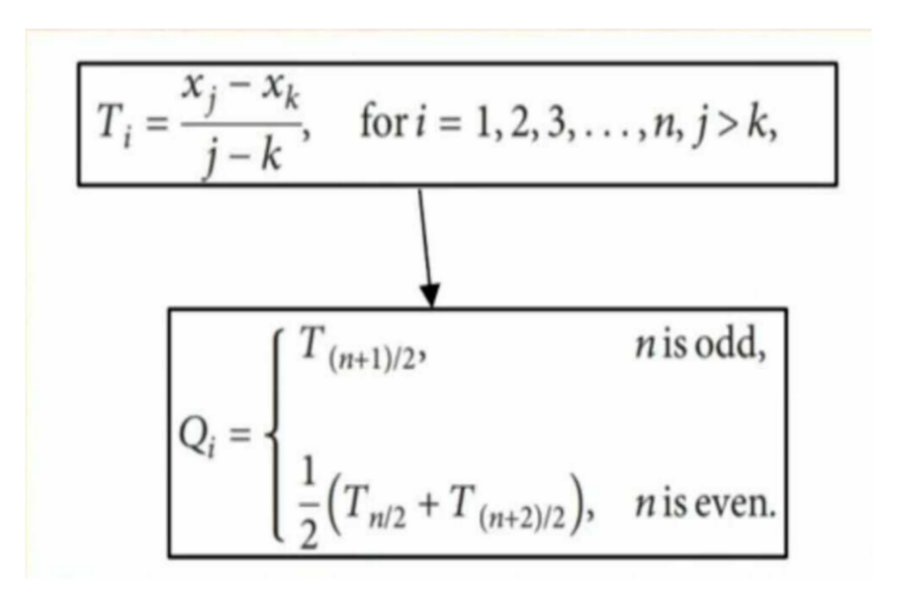 T_i = (x_j − x_k)/(j − k), for i = 1, 2, 3, . . . , n, j > k,
Q_i = { T_{(n+1)/2}, n is odd,
1/2 (T_{n/2} + T_{(n+2)/2}), n is even.